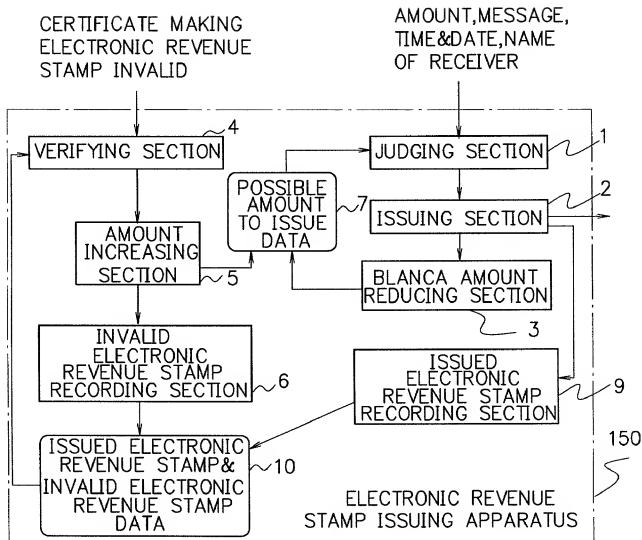 CERTIFICATE MAKING
ELECTRONIC REVENUE
STAMP INVALID
AMOUNT,MESSAGE,
TIME&DATE,NAME
OF RECEIVER
4
VERIFYING SECTION
JUDGING SECTION
1
POSSIBLE
AMOUNT
TO ISSUE
DATA
7
2
ISSUING SECTION
AMOUNT
INCREASING
SECTION
5
BLANCA AMOUNT
REDUCING SECTION
3
INVALID
ELECTRONIC
REVENUE STAMP
RECORDING SECTION
6
ISSUED
ELECTRONIC
REVENUE STAMP
RECORDING SECTION
9
ISSUED ELECTRONIC
REVENUE STAMP&
INVALID ELECTRONIC
REVENUE STAMP
DATA
10
150
ELECTRONIC REVENUE
STAMP ISSUING APPARATUS